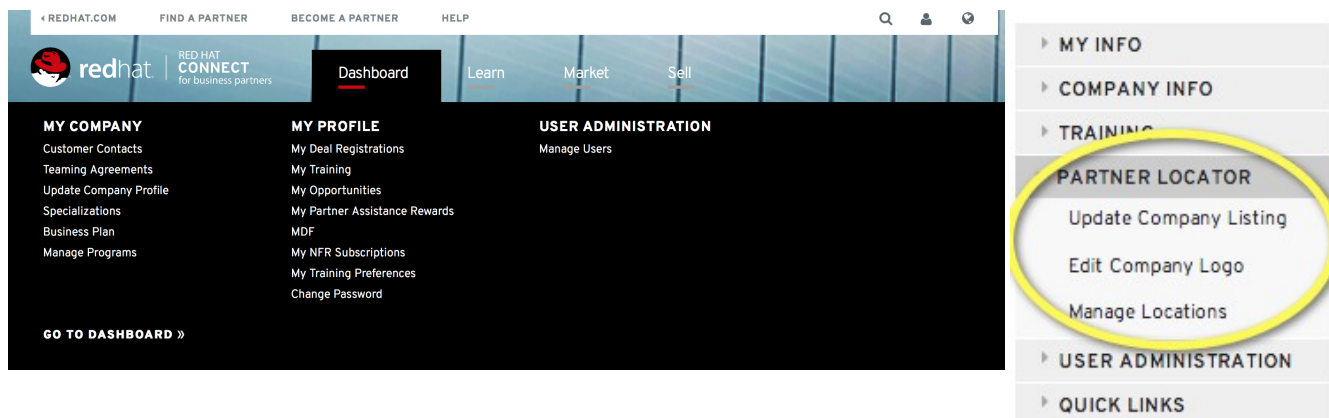 REDHAT.COM FIND A PARTNER BECOME A PARTNER HELP
redhat.
RED HAT
CONNECT
for business partners
Dashboard Learn Market Sell
MY COMPANY
Customer Contacts
Teaming Agreements
Update Company Profile
Specializations
Business Plan
Manage Programs
GO TO DASHBOARD »
MY PROFILE
My Deal Registrations
My Training
My Opportunities
My Partner Assistance Rewards
MDF
My NFR Subscriptions
My Training Preferences
Change Password
USER ADMINISTRATION
Manage Users
MY INFO
COMPANY INFO
TRAINING
PARTNER LOCATOR
Update Company Listing
Edit Company Logo
Manage Locations
USER ADMINISTRATION
QUICK LINKS